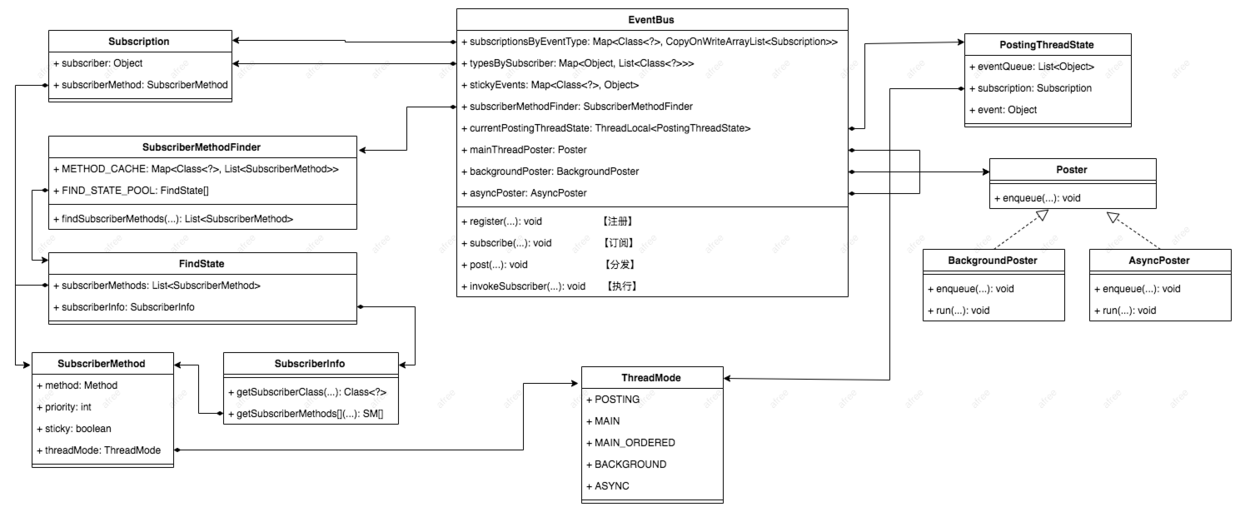 Subscription
+ subscriber: Object
+ subscriberMethod: SubscriberMethod
SubscriberMethodFinder
+ METHOD_CACHE: Map<Class<?>, List<SubscriberMethod>>
+ FIND_STATE_POOL: FindState[]
+ findSubscriberMethods(...): List<SubscriberMethod>
FindState
+ subscriberMethods: List<SubscriberMethod>
+ subscriberInfo: SubscriberInfo
SubscriberMethod
+ method: Method
+ priority: int
+ sticky: boolean
+ threadMode: ThreadMode
SubscriberInfo
+ getSubscriberClass(...): Class<?>
+ getSubscriberMethods[](...): SM[]
EventBus
+ subscriptionsByEventType: Map<Class<?>, CopyOnWriteArrayList<Subscription>>
+ typesBySubscriber: Map<Object, List<Class<?>>>
+ stickyEvents: Map<Class<?>, Object>
+ subscriberMethodFinder: SubscriberMethodFinder
+ currentPostingThreadState: ThreadLocal<PostingThreadState>
+ mainThreadPoster: Poster
+ backgroundPoster: BackgroundPoster
+ asyncPoster: AsyncPoster
+ register(...): void 【注册】
+ subscribe(...): void 【订阅】
+ post(...): void 【分发】
+ invokeSubscriber(...): void 【执行】
ThreadMode
+ POSTING
+ MAIN
+ MAIN_ORDERED
+ BACKGROUND
+ ASYNC
PostingThreadState
+ eventQueue: List<Object>
+ subscription: Subscription
+ event: Object
Poster
+ enqueue(...): void
BackgroundPoster
+ enqueue(...): void
+ run(...): void
AsyncPoster
+ enqueue(...): void
+ run(...): void